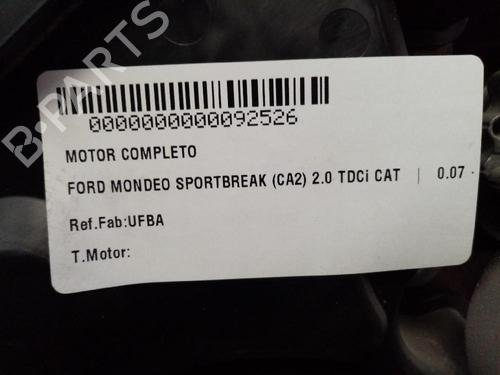 B-PARTS
0000000000092526
MOTOR COMPLETO
FORD MONDEO SPORTBREAK (CA2) 2.0 TDCi CAT | 0.07 -
Ref.Fab:UFBA
T.Motor: